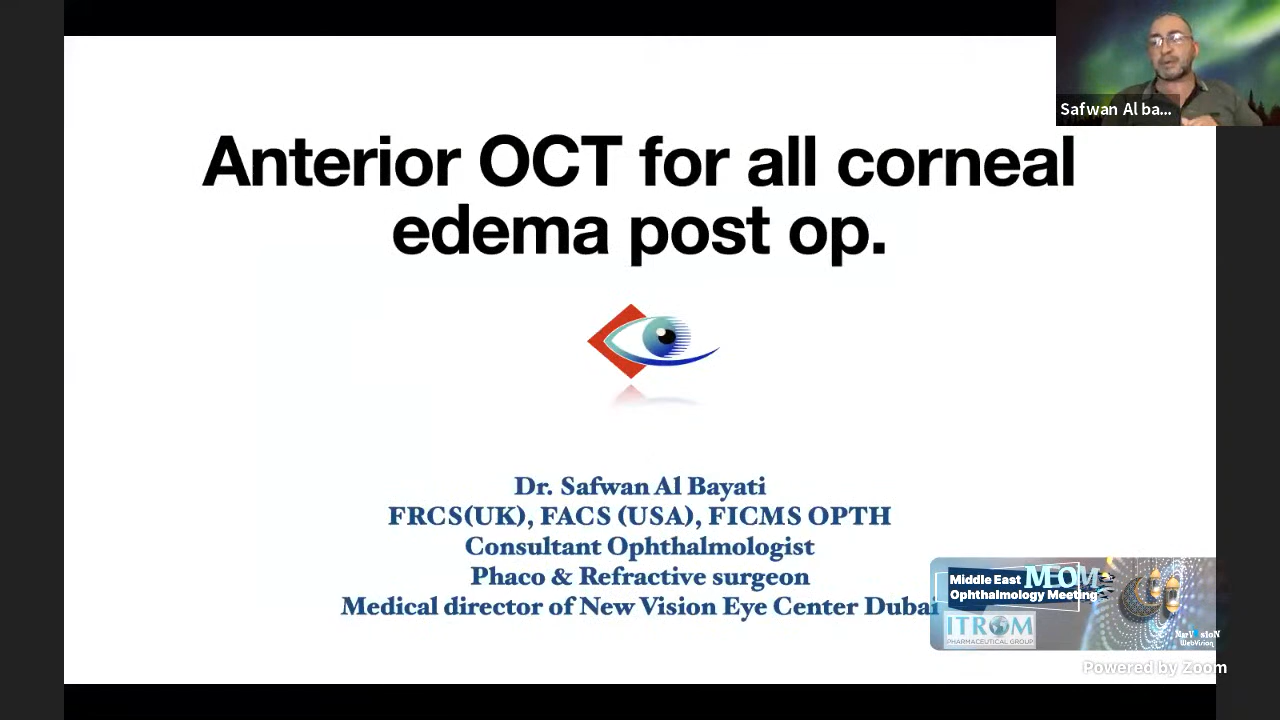 Safwan Al ba...
Anterior OCT for all corneal
edema post op.
Dr. Safwan Al Bayati
FRCS(UK), FACS (USA), FICMS OPTH
Consultant Ophthalmologist
Phaco & Refractive surgeon
Medical director of New Vision Eye Center Dubai
Middle East MEOM
Ophthalmology Meeting
ITROM
PHARMACEUTICAL GROUP
MarVision
WebVision
Powered by Zoom